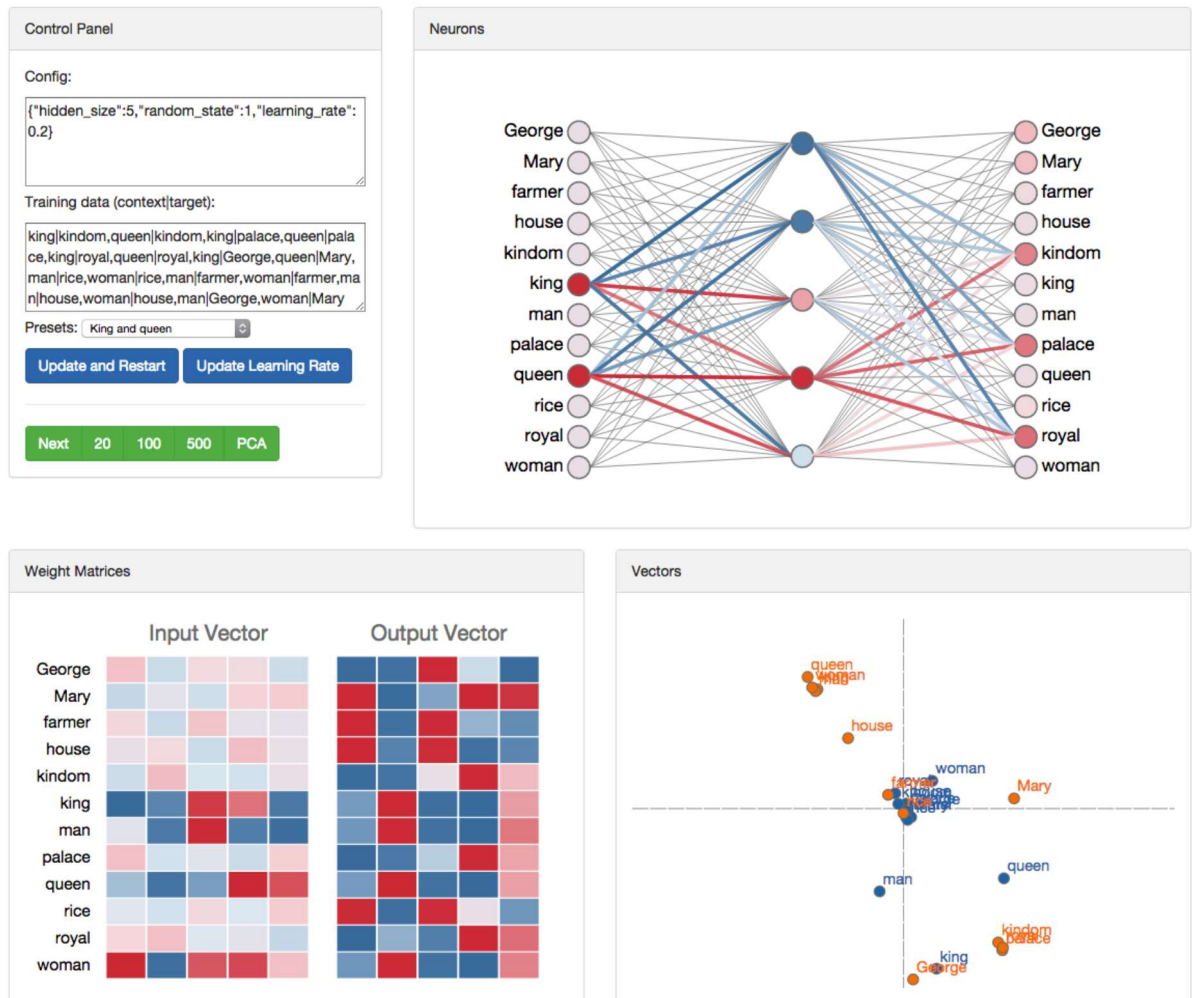 Control Panel
Config:
{"hidden_size":5,"random_state":1,"learning_rate":
0.2}
Training data (context|target):
king|kindom,queen|kindom,king|palace,queen|pala
ce,king|royal,queen|royal,king|George,queen|Mary,
man|rice,woman|rice,man|farmer,woman|farmer,ma
n|house,woman|house,man|George,woman|Mary
Presets: King and queen
Update and Restart Update Learning Rate
Next 20 100 500 PCA
Neurons
George George
Mary Mary
farmer farmer
house house
kindom kindom
king king
man man
palace palace
queen queen
rice rice
royal royal
woman woman
Weight Matrices
Input Vector Output Vector
George
Mary
farmer
house
kindom
king
man
palace
queen
rice
royal
woman
Vectors
queen
woman
man
house
woman
farmer
Mary
queen
man
kindom
palace
king
George